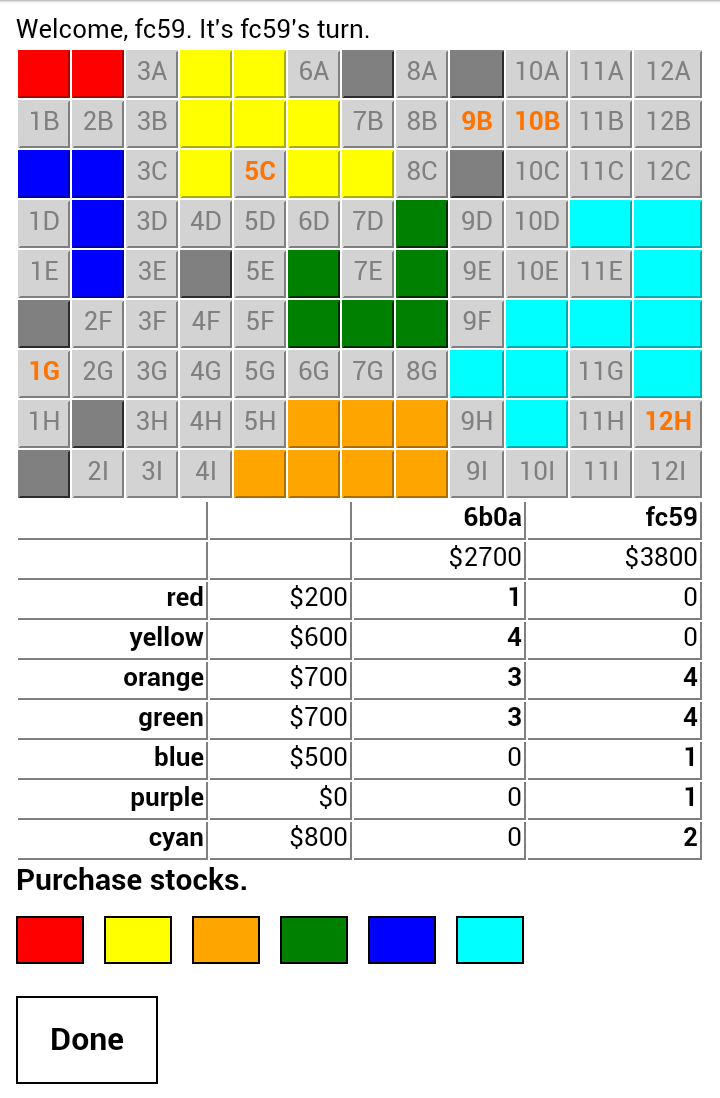 Welcome, fc59. It's fc59's turn.
3A 6A 8A 10A 11A 12A
1B 2B 3B 7B 8B 9B 10B 11B 12B
3C 5C 8C 10C 11C 12C
1D 3D 4D 5D 6D 7D 9D 10D
1E 3E 5E 7E 9E 10E 11E
2F 3F 4F 5F 9F
1G 2G 3G 4G 5G 6G 7G 8G 11G
1H 3H 4H 5H 9H 11H 12H
2I 3I 4I 9I 10I 11I 12I
6b0a fc59
$2700 $3800
red $200 1 0
yellow $600 4 0
orange $700 3 4
green $700 3 4
blue $500 0 1
purple $0 0 1
cyan $800 0 2
Purchase stocks.
Done